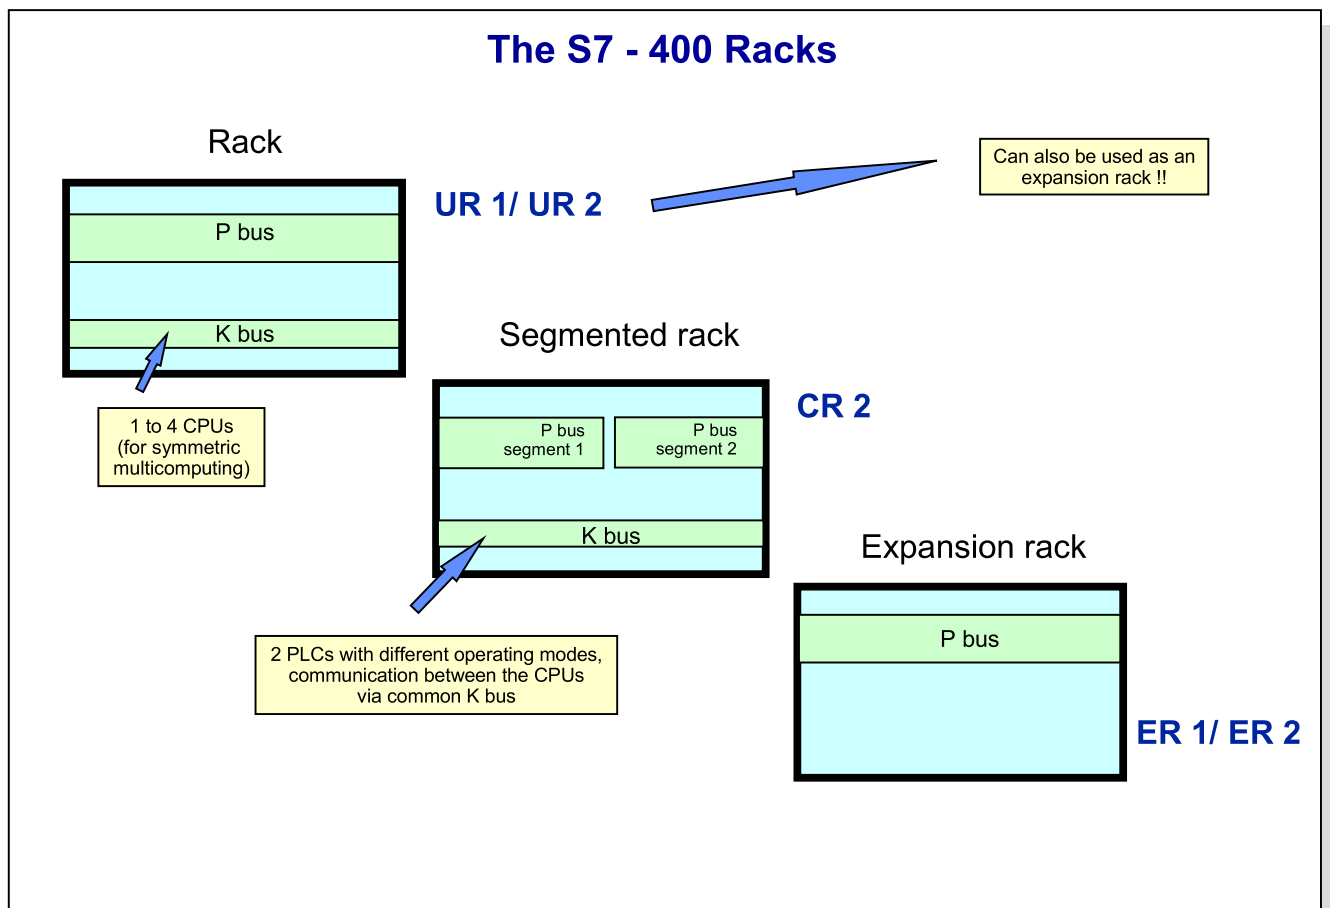 The S7 - 400 Racks
Rack
UR 1/ UR 2
Can also be used as an
expansion rack !!
P bus
K bus
1 to 4 CPUs
(for symmetric
multicomputing)
Segmented rack
CR 2
P bus
segment 1
P bus
segment 2
K bus
2 PLCs with different operating modes,
communication between the CPUs
via common K bus
Expansion rack
P bus
ER 1/ ER 2